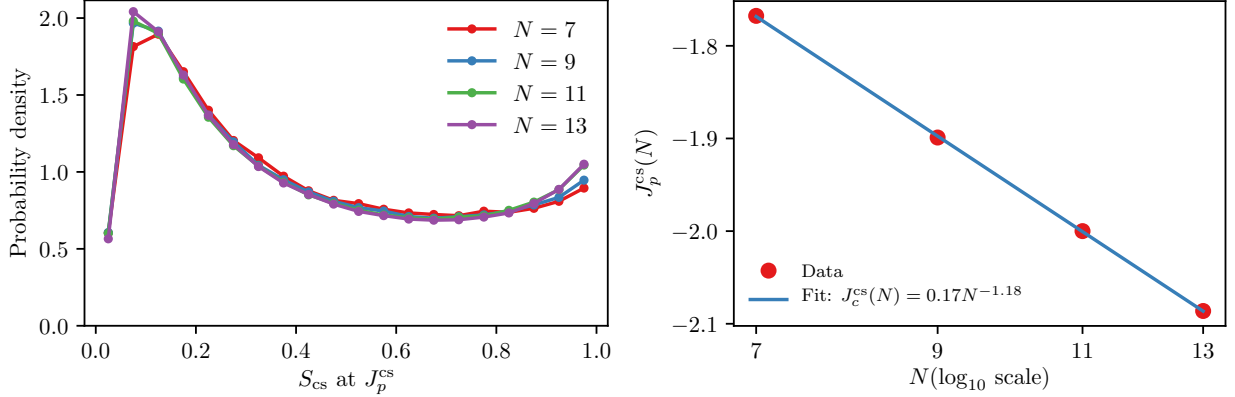 Probability density
2.0
1.5
1.0
0.5
0.0
0.0 0.2 0.4 0.6 0.8 1.0
S_cs at J_p^cs
N = 7
N = 9
N = 11
N = 13
J_p^cs(N)
−1.8
−1.9
−2.0
−2.1
7 9 11 13
N(log_10 scale)
Data
Fit: J_c^cs(N) = 0.17N^−1.18